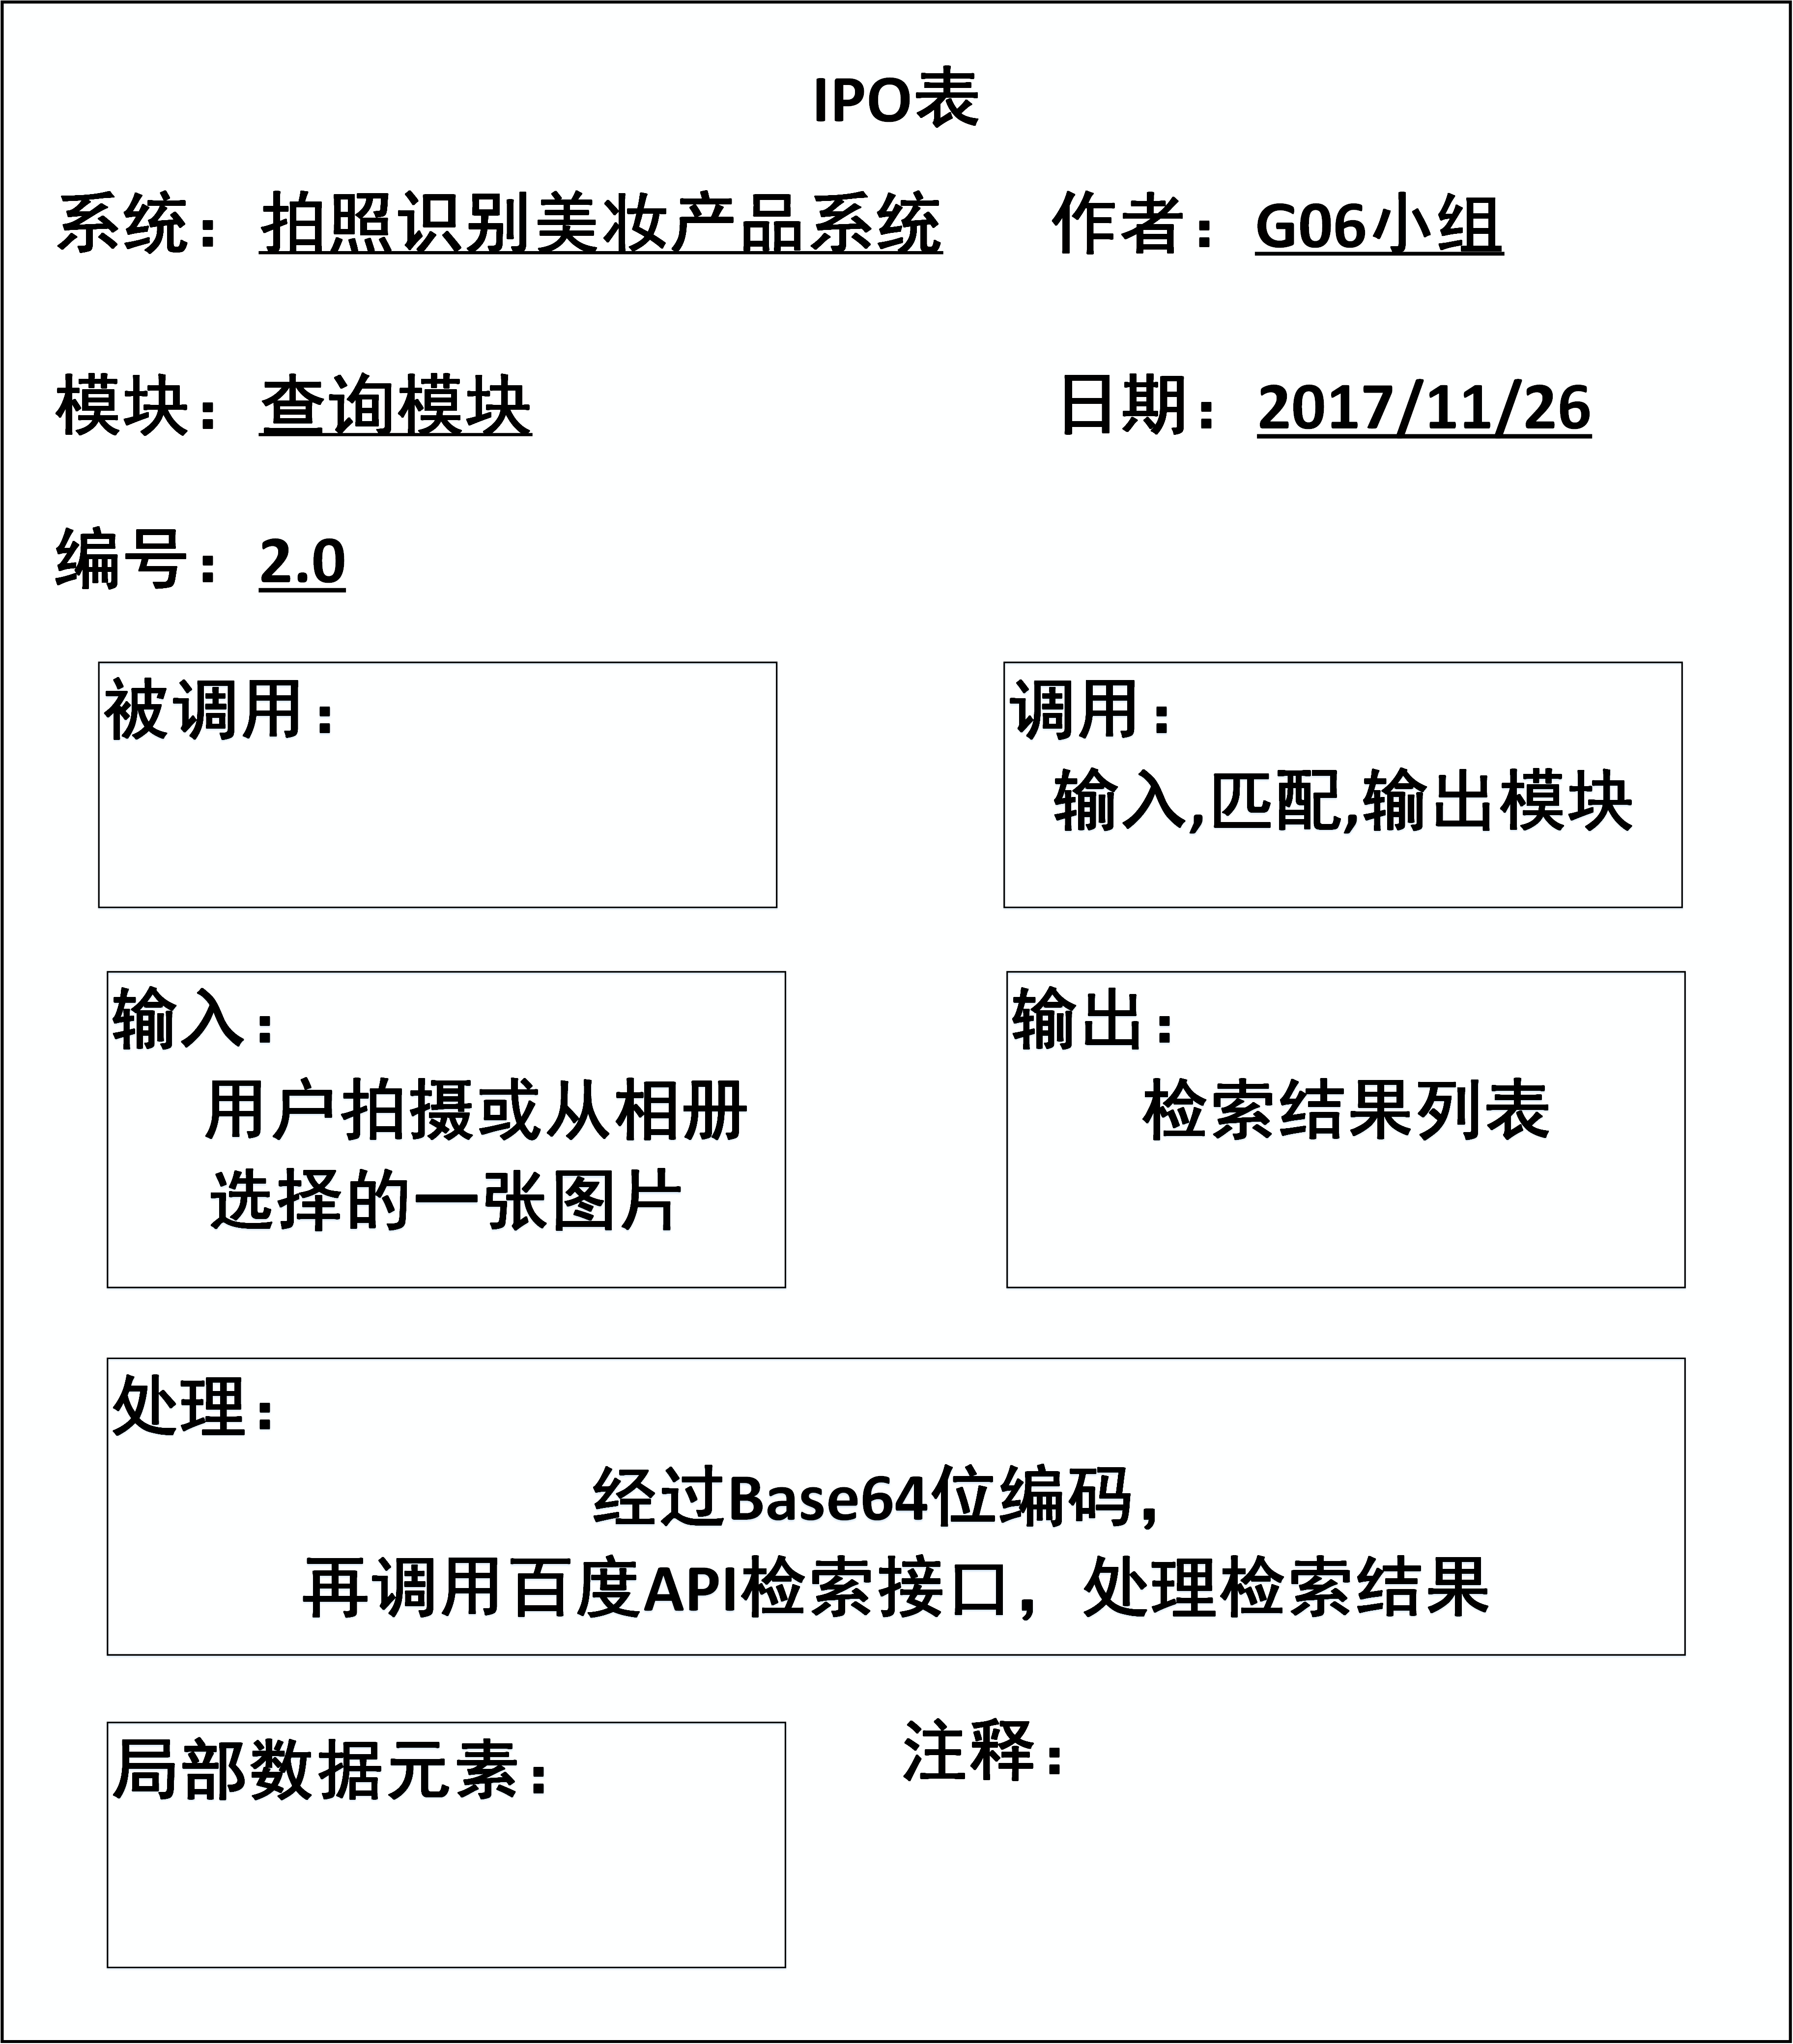 IPO表
系统：拍照识别美妆产品系统 作者：G06小组
模块：查询模块 日期：2017/11/26
编号：2.0
被调用：
调用：
输入,匹配,输出模块
输入：
用户拍摄或从相册
选择的一张图片
输出：
检索结果列表
处理：
经过Base64位编码，
再调用百度API检索接口，处理检索结果
局部数据元素：
注释：